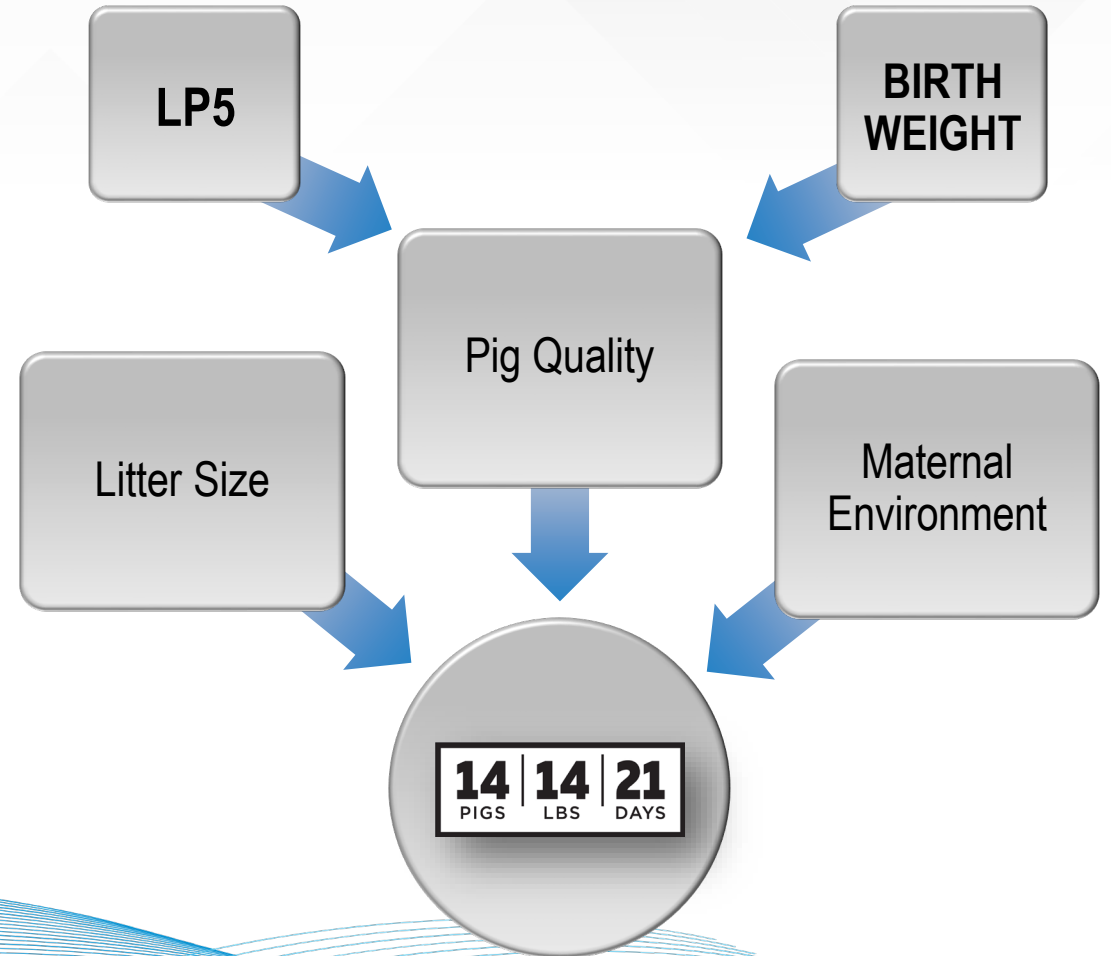 LP5
BIRTH
WEIGHT
Pig Quality
Litter Size
Maternal
Environment
14 | 14 | 21
PIGS LBS DAYS